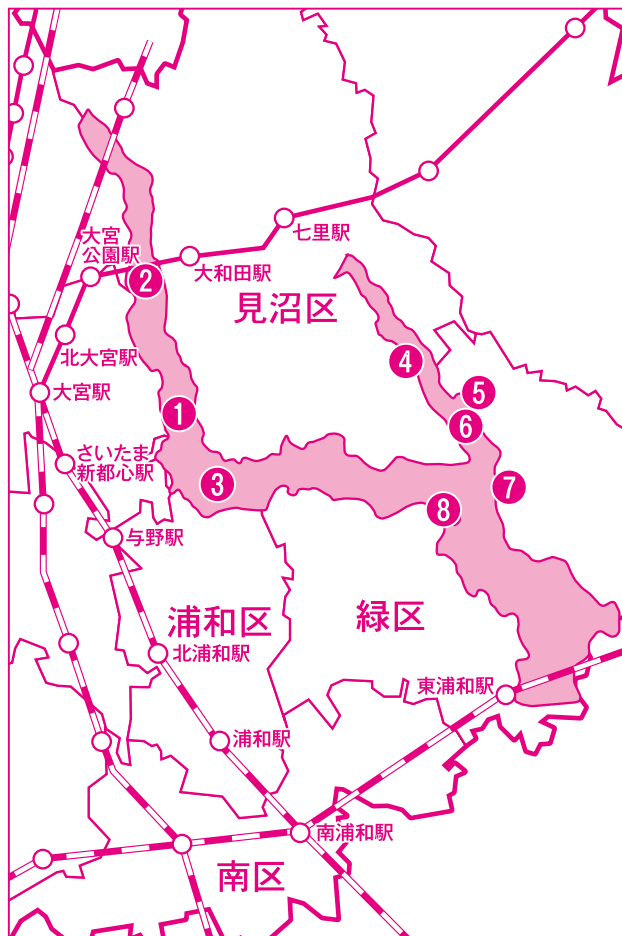 大宮
公園駅
七里駅
大和田駅
2
見沼区
北大宮駅
4
大宮駅
5
1
6
さいたま
新都心駅
3
7
8
与野駅
浦和区
緑区
北浦和駅
東浦和駅
浦和駅
南浦和駅
南区